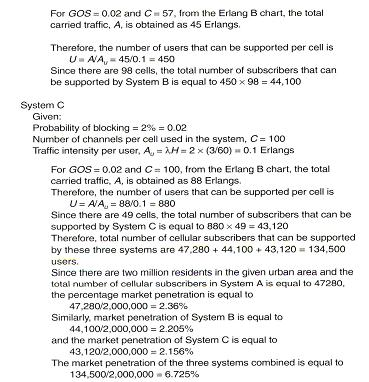 For GOS = 0.02 and C = 57, from the Erlang B chart, the total
carried traffic, A, is obtained as 45 Erlangs.
Therefore, the number of users that can be supported per cell is
U = A/Aᵤ = 45/0.1 = 450
Since there are 98 cells, the total number of subscribers that can
be supported by System B is equal to 450 × 98 = 44,100
System C
Given:
Probability of blocking = 2% = 0.02
Number of channels per cell used in the system, C = 100
Traffic intensity per user, Aᵤ = λH = 2 × (3/60) = 0.1 Erlangs
For GOS = 0.02 and C = 100, from the Erlang B chart, the total
carried traffic, A, is obtained as 88 Erlangs.
Therefore, the number of users that can be supported per cell is
U = A/Aᵤ = 88/0.1 = 880
Since there are 49 cells, the total number of subscribers that can be
supported by System C is equal to 880 × 49 = 43,120
Therefore, total number of cellular subscribers that can be supported
by these three systems are 47,280 + 44,100 + 43,120 = 134,500
users.
Since there are two million residents in the given urban area and the
total number of cellular subscribers in System A is equal to 47280,
the percentage market penetration is equal to
47,280/2,000,000 = 2.36%
Similarly, market penetration of System B is equal to
44,100/2,000,000 = 2.205%
and the market penetration of System C is equal to
43,120/2,000,000 = 2.156%
The market penetration of the three systems combined is equal to
134,500/2,000,000 = 6.725%